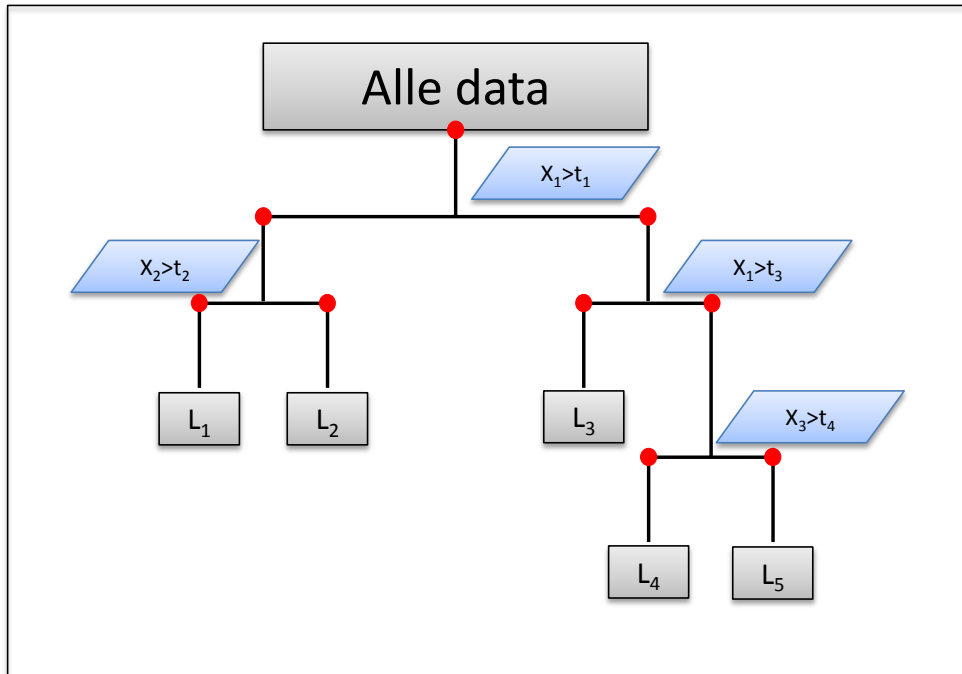 Alle data
X₁>t₁
X₂>t₂
X₁>t₃
L₁
L₂
L₃
X₃>t₄
L₄
L₅